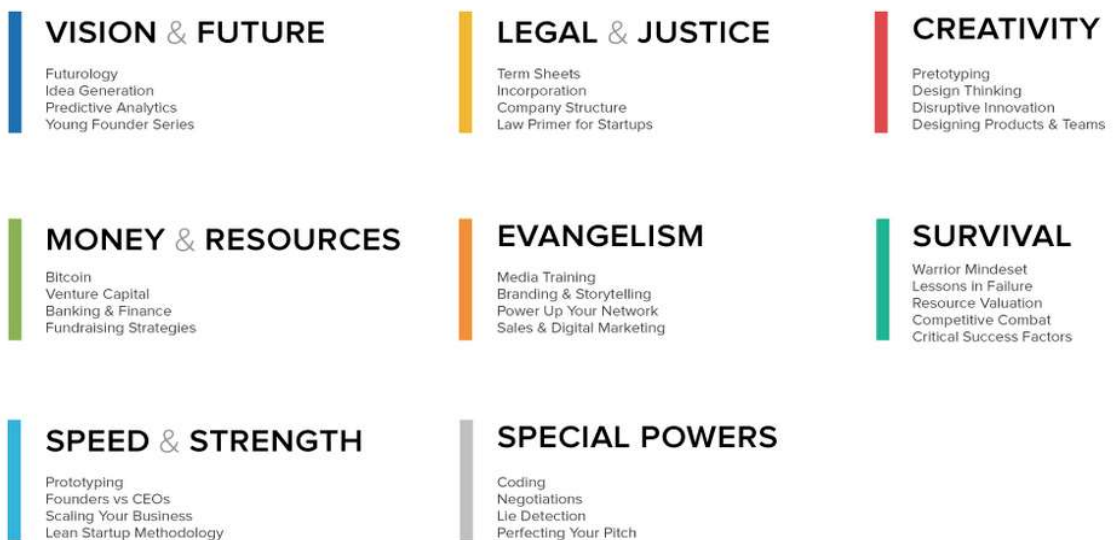 VISION & FUTURE
Futurology
Idea Generation
Predictive Analytics
Young Founder Series
LEGAL & JUSTICE
Term Sheets
Incorporation
Company Structure
Law Primer for Startups
CREATIVITY
Pretotyping
Design Thinking
Disruptive Innovation
Designing Products & Teams
MONEY & RESOURCES
Bitcoin
Venture Capital
Banking & Finance
Fundraising Strategies
EVANGELISM
Media Training
Branding & Storytelling
Power Up Your Network
Sales & Digital Marketing
SURVIVAL
Warrior Mindeset
Lessons in Failure
Resource Valuation
Competitive Combat
Critical Success Factors
SPEED & STRENGTH
Prototyping
Founders vs CEOs
Scaling Your Business
Lean Startup Methodology
SPECIAL POWERS
Coding
Negotiations
Lie Detection
Perfecting Your Pitch